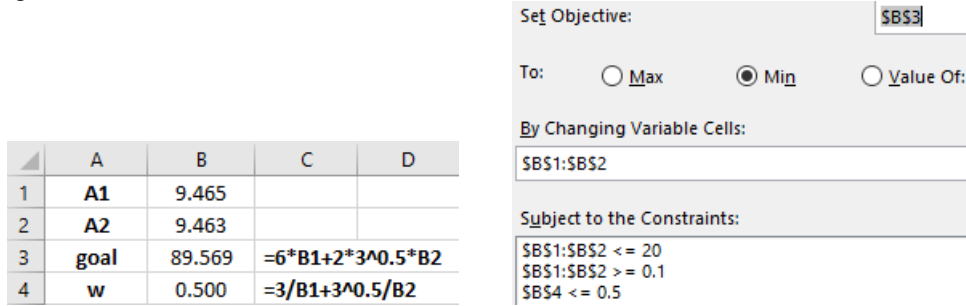 A B C D
1 A1 9.465
2 A2 9.463
3 goal 89.569 =6*B1+2*3^0.5*B2
4 w 0.500 =3/B1+3^0.5/B2
Set Objective: $B$3
To: Max Min Value Of:
By Changing Variable Cells:
$B$1:$B$2
Subject to the Constraints:
$B$1:$B$2 <= 20
$B$1:$B$2 >= 0.1
$B$4 <= 0.5